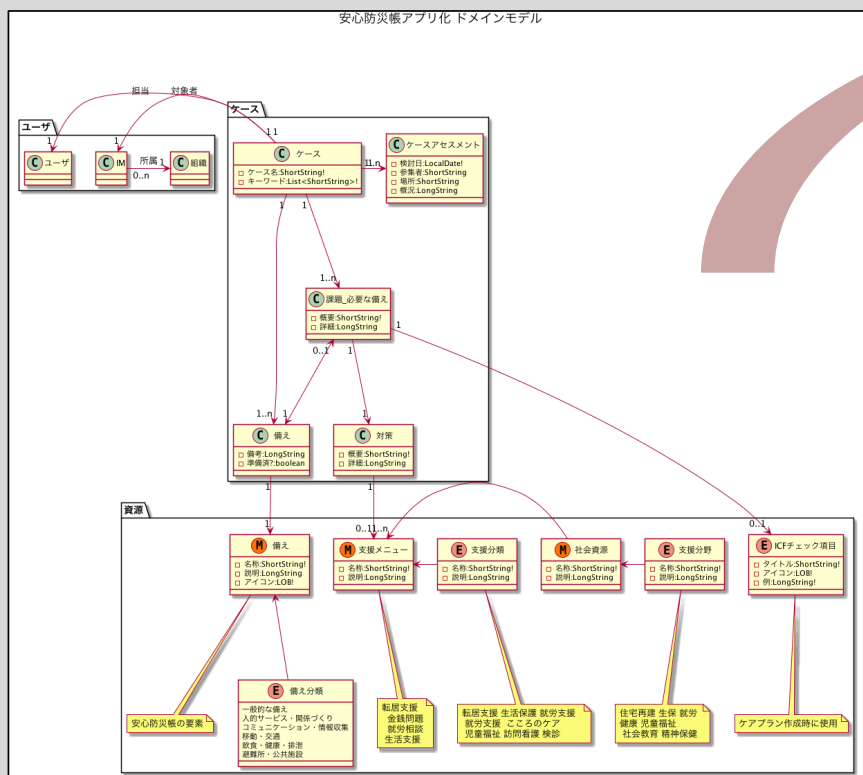 安心防災帳アプリ化 ドメインモデル
担当
対象者
ユーザ
ケース
1
1
1 1
C ユーザ
C IM
所属
1
0..n
C 組織
C ケース
ケース名:ShortString!
キーワード:List<ShortString>!
11..n
C ケースアセスメント
検討日:LocalDate!
参集者:ShortString
場所:ShortString
概況:LongString
1
1
1..n
C 課題_必要な備え
概要:ShortString!
詳細:LongString
1
0..1
1
1..n
1
1
C 備え
備考:LongString
準備済?:boolean
C 対策
概要:ShortString!
詳細:LongString
1
1
資源
1
0..11..n
0..1
M 備え
名称:ShortString!
説明:LongString
アイコン:LOB!
M 支援メニュー
名称:ShortString!
説明:LongString
E 支援分類
名称:ShortString!
説明:LongString
M 社会資源
名称:ShortString!
説明:LongString
E 支援分野
名称:ShortString!
説明:LongString
E ICFチェック項目
タイトル:ShortString!
アイコン:LOB!
例:LongString!
安心防災帳の要素
E 備え分類
一般的な備え
人的サービス・関係づくり
コミュニケーション・情報収集
移動・交通
飲食・健康・排泄
避難所・公共施設
転居支援
金銭問題
就労相談
生活支援
転居支援 生活保護 就労支援
就労支援 こころのケア
児童福祉 訪問看護 検診
住宅再建 生保 就労
健康 児童福祉
社会教育 精神保健
ケアプラン作成時に使用